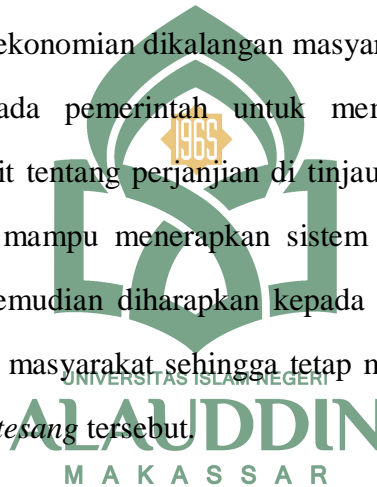 ekonomian dikalangan masyar
ada pemerintah untuk mer
1965
it tentang perjanjian di tinjau
mampu menerapkan sistem
emudian diharapkan kepada
masyarakat sehingga tetap m
UNIVERSITAS ISLAM NEGERI
ALAUDDIN
tesang tersebut.
MAKASSAR